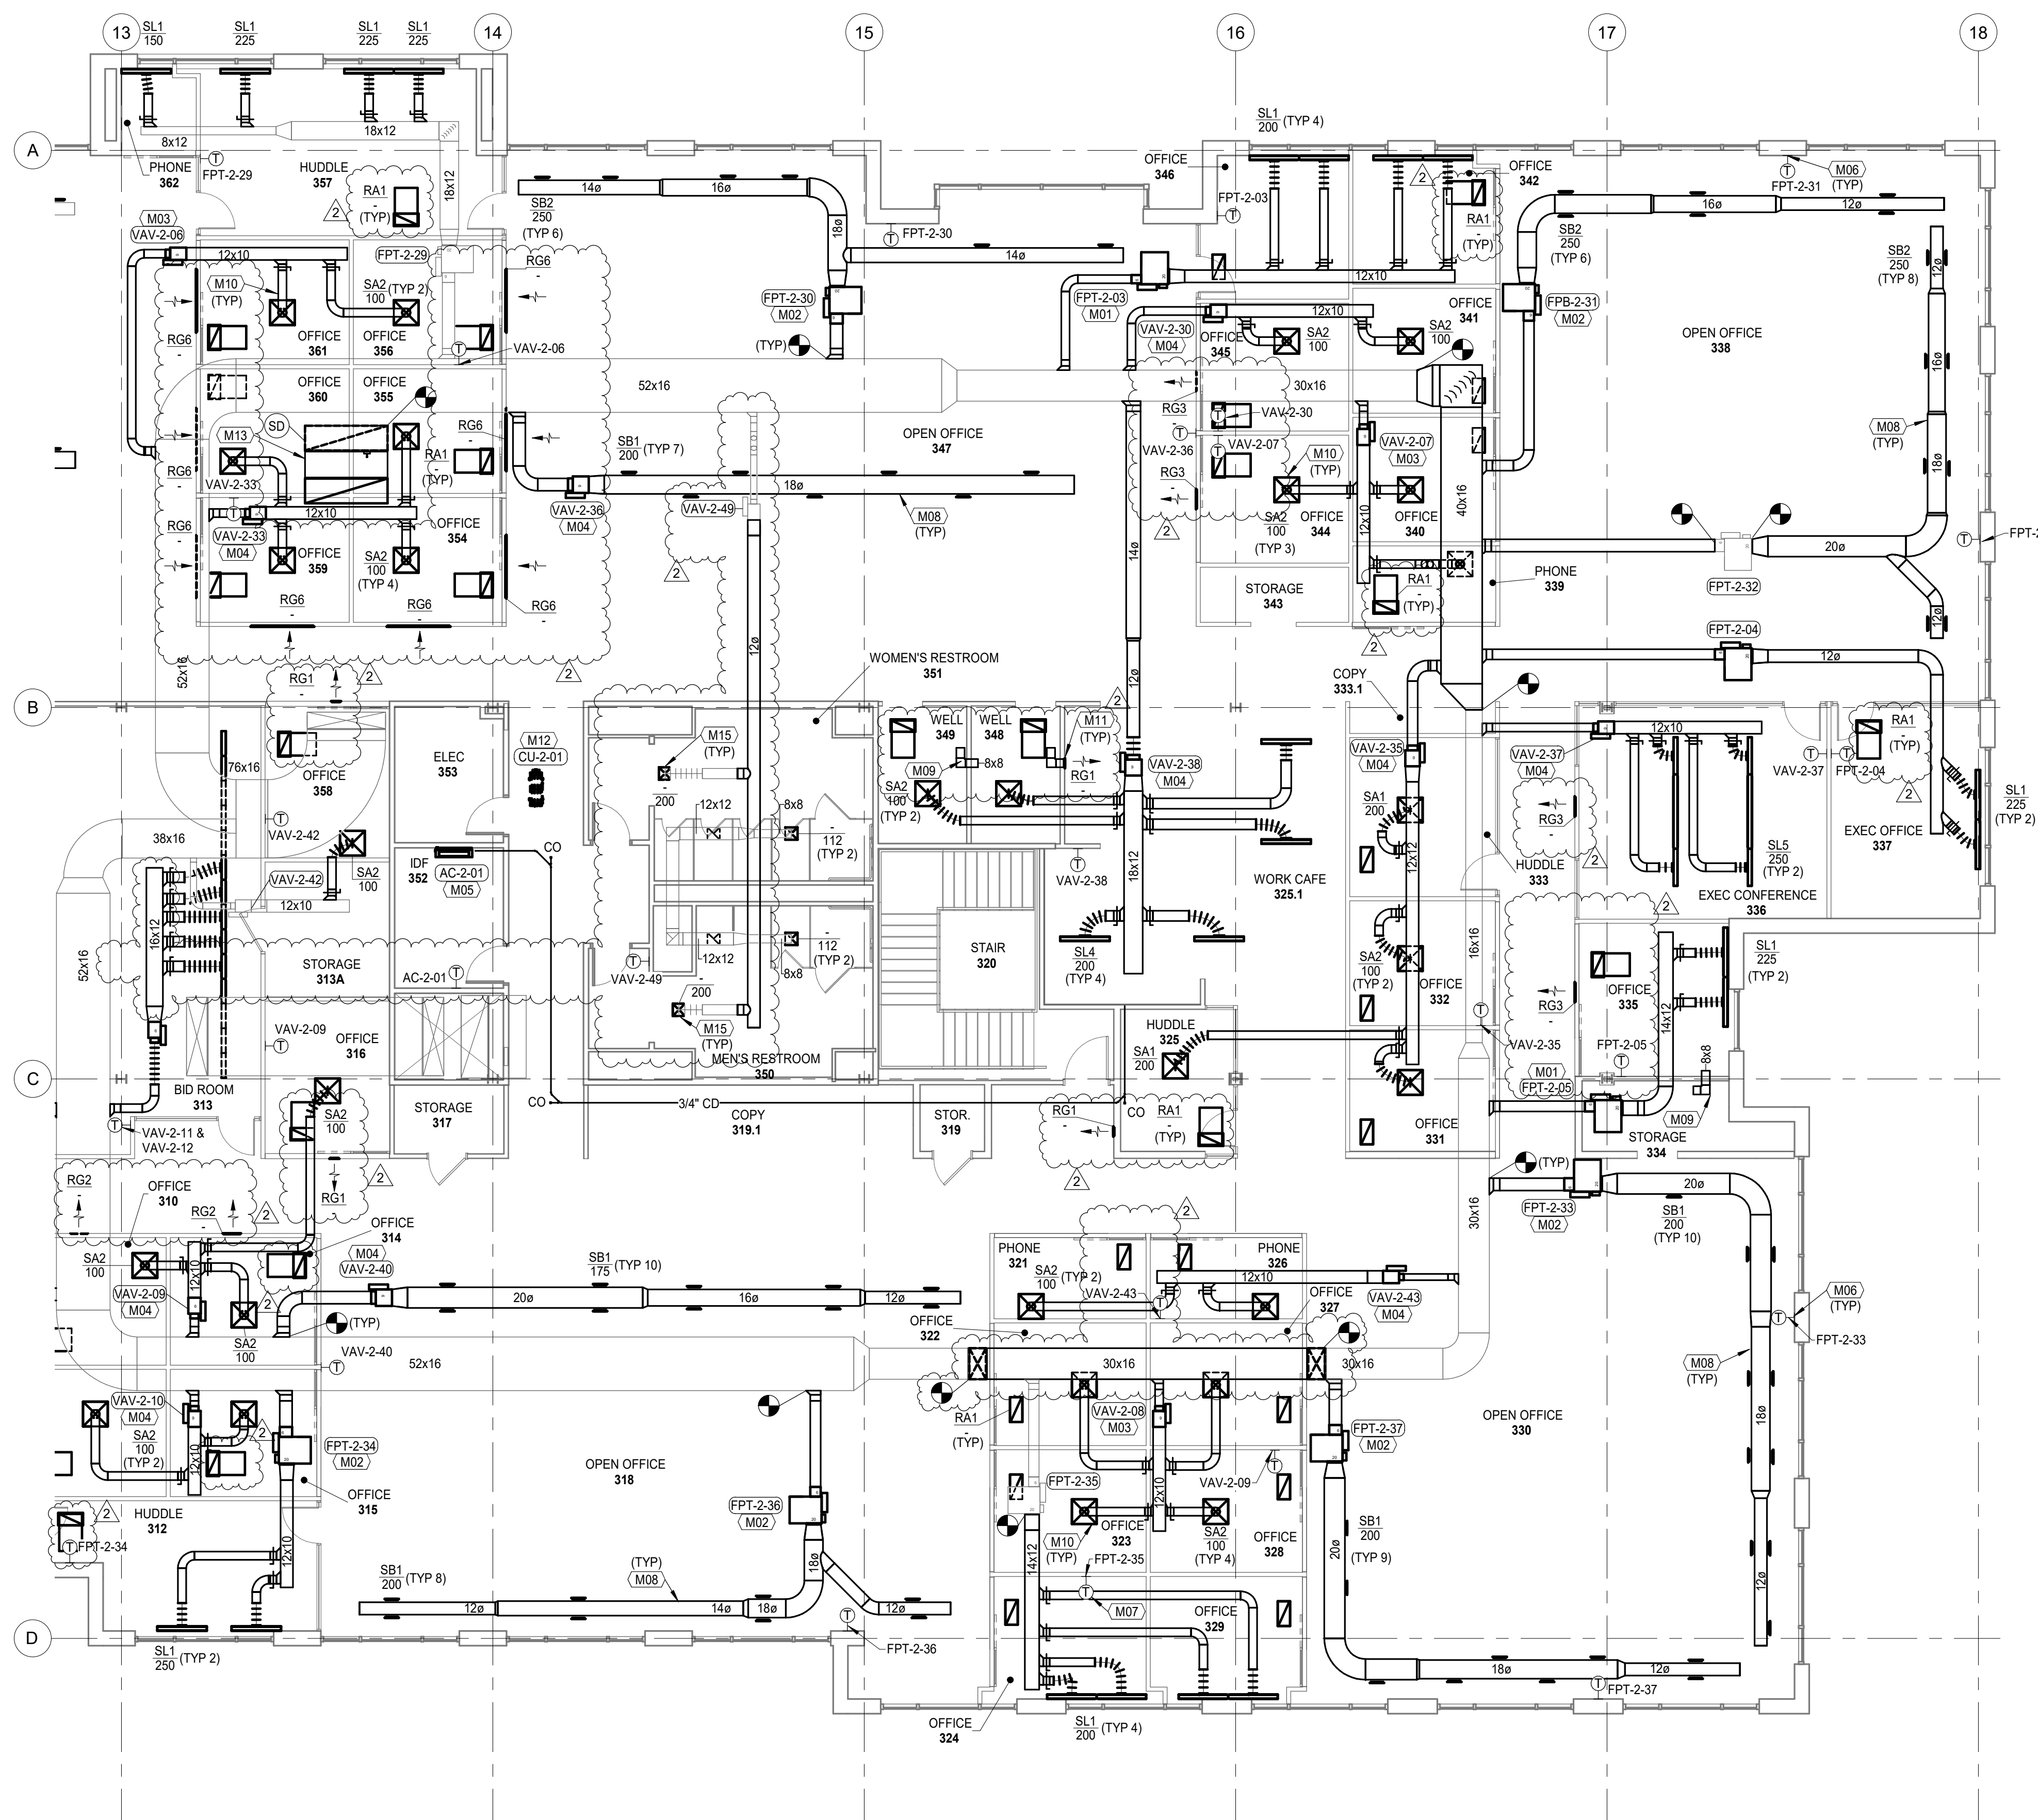 13
14
15
16
17
18
SL1
150
SL1
225
SL1
225
SL1
225
SL1
200 (TYP 4)
A
8x12
18x12
PHONE
362
FPT-2-29
HUDDLE
357
RA1
-
(TYP)
2
18x12
14ø
16ø
18ø
SB2
250
(TYP 6)
FPT-2-30
14ø
OFFICE
346
FPT-2-03
OFFICE
342
2
RA1
-
(TYP)
M06
(TYP)
FPT-2-31
16ø
12ø
SB2
250
(TYP 6)
SB2
250
(TYP 8)
12ø
M03
VAV-2-06
12x10
FPT-2-29
RG6
-
M10
(TYP)
SA2
100 (TYP 2)
OFFICE
361
OFFICE
356
VAV-2-06
RG6
-
FPT-2-30
M02
(TYP)
FPT-2-03
M01
12x10
VAV-2-30
M04
12x10
OFFICE
345
SA2
100
SA2
100
OFFICE
341
FPB-2-31
M02
OPEN OFFICE
338
16ø
OFFICE
360
OFFICE
355
52x16
30x16
RG3
-
VAV-2-30
VAV-2-36
VAV-2-07
SD
M13
RG6
-
RG6
-
RA1
-
(TYP)
VAV-2-33
SB1
200 (TYP 7)
OPEN OFFICE
347
18ø
M08
(TYP)
VAV-2-36
M04
VAV-2-49
2
RG3
-
2
M10
(TYP)
VAV-2-07
M03
SA2
100
(TYP 3)
OFFICE
344
OFFICE
340
12x10
40x16
M08
(TYP)
18ø
12x10
VAV-2-33
M04
RG6
-
OFFICE
359
OFFICE
354
SA2
100
(TYP 4)
RG6
-
RG6
-
RG6
-
14ø
STORAGE
343
RA1
-
(TYP)
2
PHONE
339
FPT-2-32
20ø
12ø
FPT-2
FPT-2-04
12ø
52x16
2
2
RG1
-
12ø
WOMEN'S RESTROOM
351
12ø
COPY
333.1
B
76x16
OFFICE
358
ELEC
353
M12
CU-2-01
M15
(TYP)
-
200
WELL
349
WELL
348
M09
8x8
M11
(TYP)
2
RG1
-
VAV-2-38
M04
VAV-2-35
M04
12x10
VAV-2-37
M04
VAV-2-37
FPT-2-04
RA1
-
(TYP)
2
SL1
225
(TYP 2)
38x16
VAV-2-42
VAV-2-42
12x10
SA2
100
IDF
352
AC-2-01
M05
CO
12x12
8x8
-
112
(TYP 2)
SA2
100
(TYP 2)
VAV-2-38
18x12
WORK CAFE
325.1
SA1
200
12x12
RG3
-
HUDDLE
333
2
SL5
250
(TYP 2)
EXEC OFFICE
337
EXEC CONFERENCE
336
2
52x16
16x12
STORAGE
313A
AC-2-01
VAV-2-49
12x12
8x8
-
112
(TYP 2)
-
200
M15
(TYP)
STAIR
320
SL4
200
(TYP 4)
SA2
100
(TYP 2)
OFFICE
332
16x16
RG3
-
OFFICE
335
SL1
225
(TYP 2)
14x12
VAV-2-09
OFFICE
316
MEN'S RESTROOM
350
HUDDLE
325
SA1
200
VAV-2-35
FPT-2-05
8x8
M01
FPT-2-05
M09
C
BID ROOM
313
VAV-2-11 &
VAV-2-12
SA2
100
STORAGE
317
CO
3/4" CD
COPY
319.1
STOR.
319
CO
RG1
-
RA1
-
(TYP)
2
OFFICE
331
STORAGE
334
RG2
-
OFFICE
310
RG2
-
2
RG1
-
2
OFFICE
314
(TYP)
FPT-2-33
M02
20ø
SB1
200
(TYP 10)
30x16
SA2
100
VAV-2-09
M04
12x10
2
SA2
100
M04
VAV-2-40
20ø
SB1
175 (TYP 10)
16ø
12ø
(TYP)
VAV-2-40
52x16
PHONE
321
SA2
100 (TYP 2)
2
PHONE
326
12x10
VAV-2-43
OFFICE
327
VAV-2-43
M04
OFFICE
322
30x16
30x16
M06
(TYP)
FPT-2-33
M08
(TYP)
VAV-2-10
M04
SA2
100
(TYP 2)
12x10
2
FPT-2-34
M02
OFFICE
315
OPEN OFFICE
318
RA1
-
(TYP)
VAV-2-08
M03
FPT-2-37
M02
VAV-2-09
OPEN OFFICE
330
18ø
2
HUDDLE
312
FPT-2-34
12x10
FPT-2-36
M02
FPT-2-35
M10
(TYP)
OFFICE
323
12x10
SA2
100
(TYP 4)
OFFICE
328
20ø
SB1
200
(TYP 9)
14x12
FPT-2-35
12ø
SB1
200 (TYP 8)
(TYP)
M08
18ø
12ø
14ø
18ø
12ø
M07
OFFICE
329
D
SL1
250 (TYP 2)
FPT-2-36
18ø
12ø
FPT-2-37
OFFICE
324
SL1
200 (TYP 4)